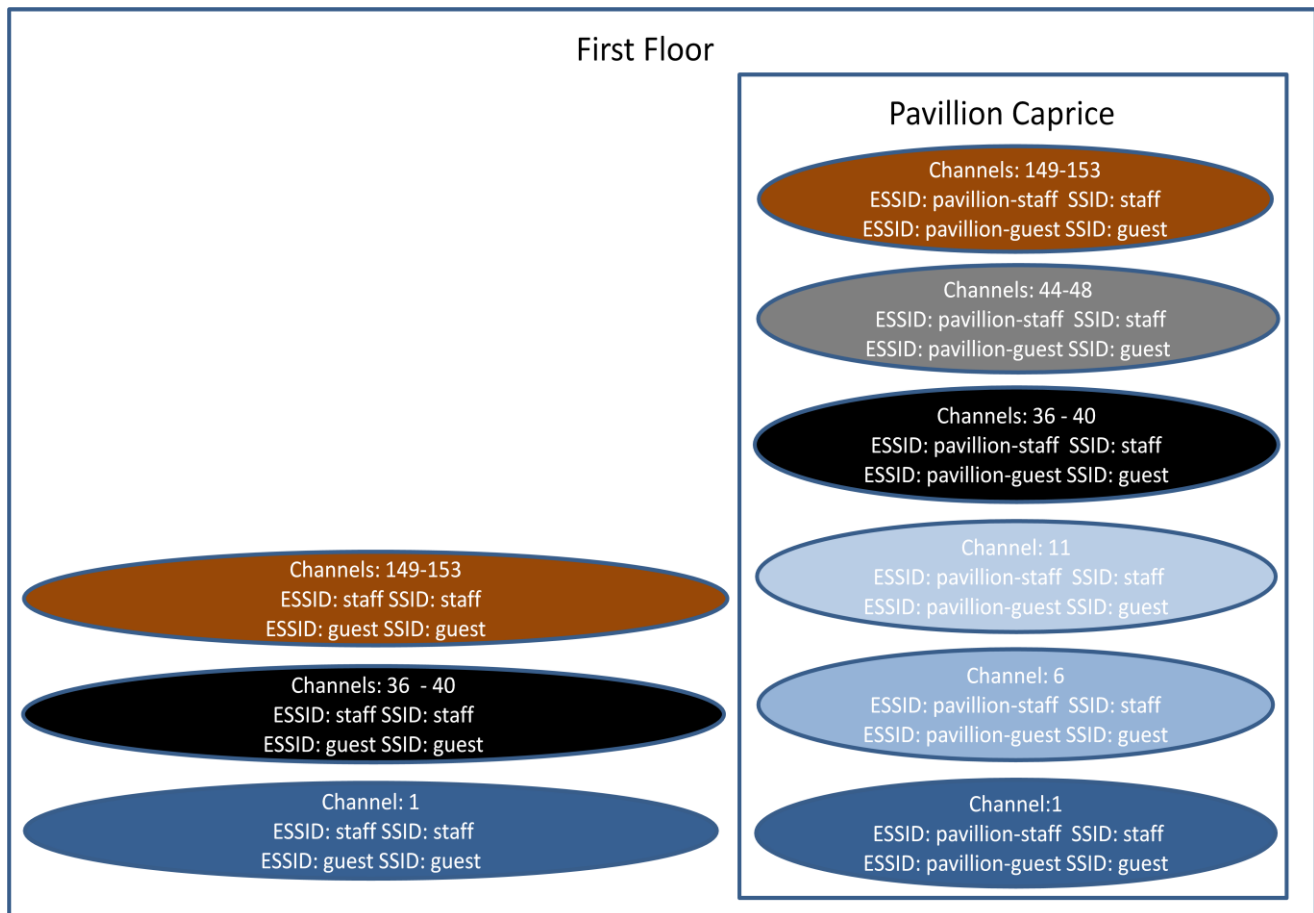 First Floor
Pavillion Caprice
Channels: 149-153
ESSID: pavillion-staff  SSID: staff
ESSID: pavillion-guest SSID: guest
Channels: 44-48
ESSID: pavillion-staff  SSID: staff
ESSID: pavillion-guest SSID: guest
Channels: 36 - 40
ESSID: pavillion-staff  SSID: staff
ESSID: pavillion-guest SSID: guest
Channel: 11
ESSID: pavillion-staff  SSID: staff
ESSID: pavillion-guest SSID: guest
Channel: 6
ESSID: pavillion-staff  SSID: staff
ESSID: pavillion-guest SSID: guest
Channel:1
ESSID: pavillion-staff  SSID: staff
ESSID: pavillion-guest SSID: guest
Channels: 149-153
ESSID: staff SSID: staff
ESSID: guest SSID: guest
Channels: 36  - 40
ESSID: staff SSID: staff
ESSID: guest SSID: guest
Channel: 1
ESSID: staff SSID: staff
ESSID: guest SSID: guest